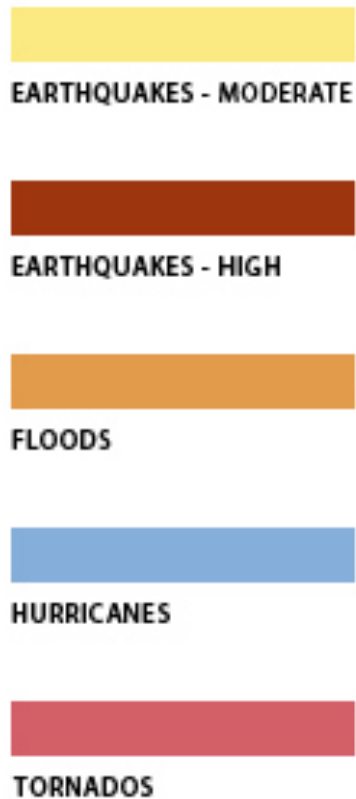 EARTHQUAKES - MODERATE
EARTHQUAKES - HIGH
FLOODS
HURRICANES
TORNADOS